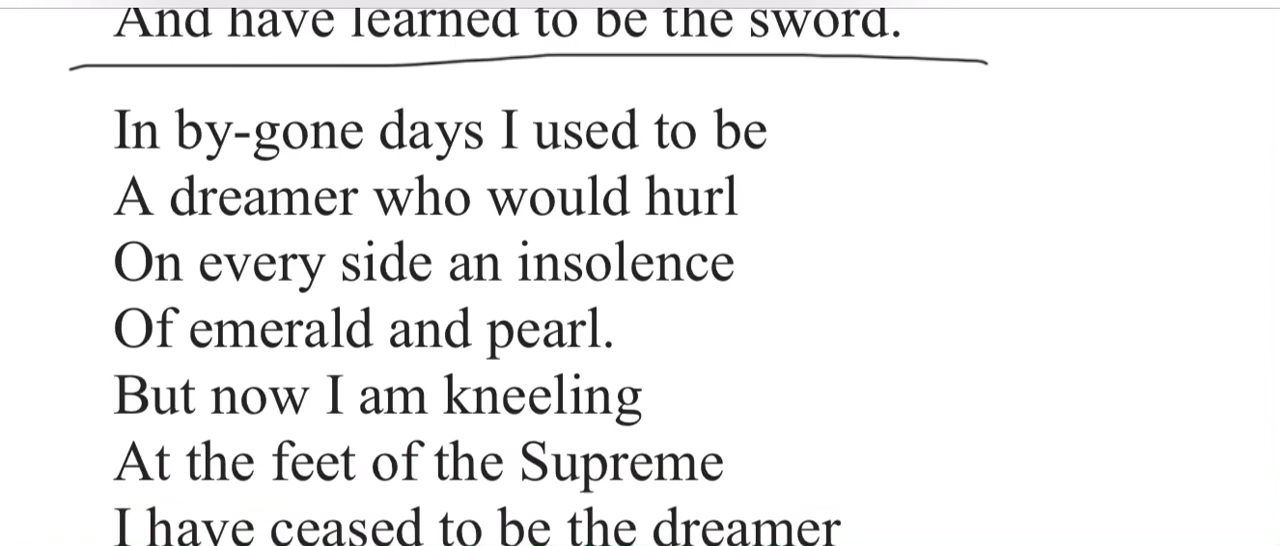 And have learned to be the sword.
In by-gone days I used to be
A dreamer who would hurl
On every side an insolence
Of emerald and pearl.
But now I am kneeling
At the feet of the Supreme
I have ceased to be the dreamer